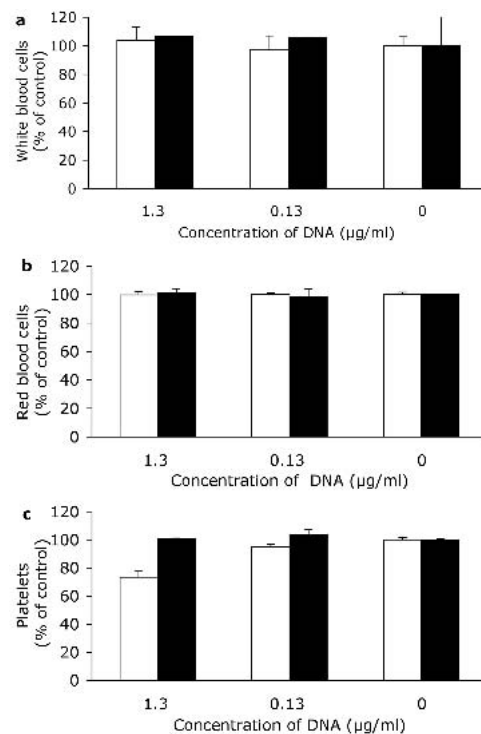 a
White blood cells
(% of control)
120
100
80
60
40
20
0
1.3 0.13 0
Concentration of DNA (µg/ml)
b
Red blood cells
(% of control)
120
100
80
60
40
20
0
1.3 0.13 0
Concentration of DNA (µg/ml)
c
Platelets
(% of control)
120
100
80
60
40
20
0
1.3 0.13 0
Concentration of DNA (µg/ml)